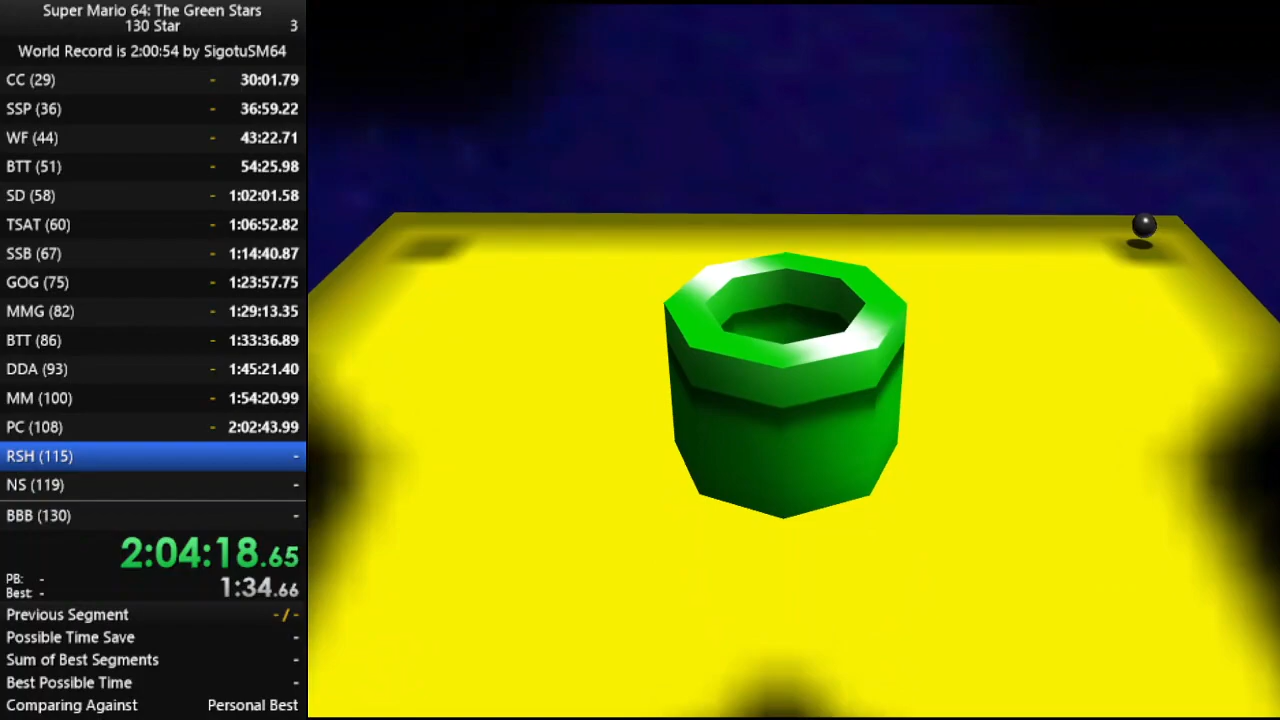 Super Mario 64: The Green Stars
130 Star 3
World Record is 2:00:54 by SigotuSM64
CC (29) - 30:01.79
SSP (36) - 36:59.22
WF (44) - 43:22.71
BTT (51) - 54:25.98
SD (58) - 1:02:01.58
TSAT (60) - 1:06:52.82
SSB (67) - 1:14:40.87
GOG (75) - 1:23:57.75
MMG (82) - 1:29:13.35
BTT (86) - 1:33:36.89
DDA (93) - 1:45:21.40
MM (100) - 1:54:20.99
PC (108) - 2:02:43.99
RSH (115) -
NS (119) -
BBB (130) -
2:04:18.65
PB: -
Best: - 1:34.66
Previous Segment - / -
Possible Time Save -
Sum of Best Segments -
Best Possible Time -
Comparing Against Personal Best